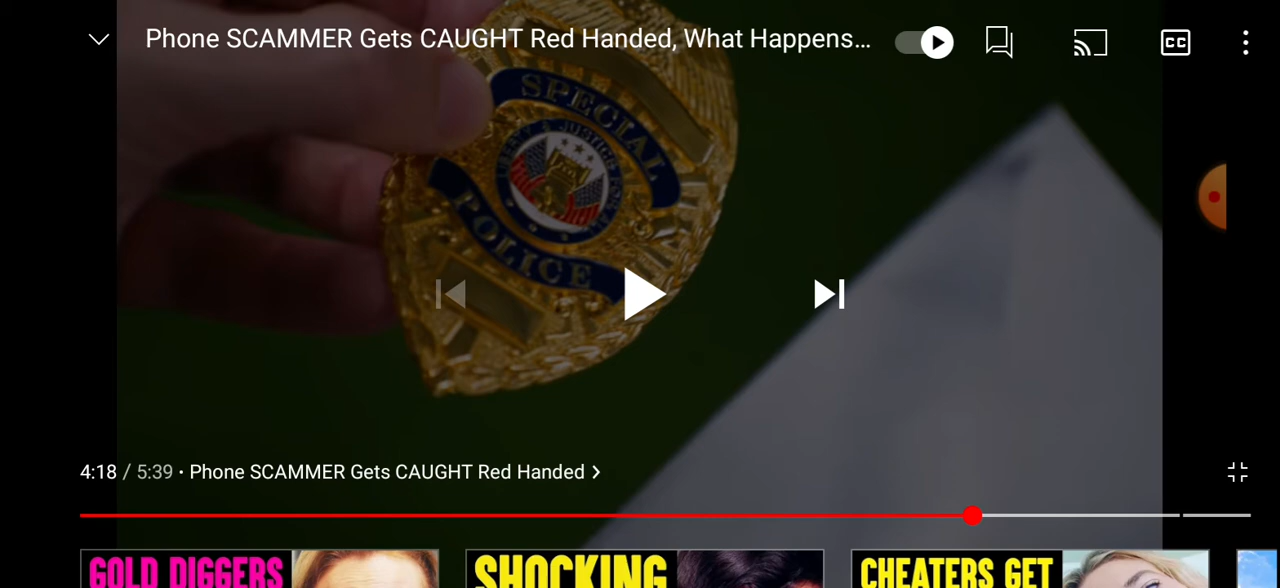 Phone SCAMMER Gets CAUGHT Red Handed, What Happens...
CC
SPECIAL
POLICE
4:18 / 5:39 · Phone SCAMMER Gets CAUGHT Red Handed >
GOLD DIGGERS
SHOCKING
CHEATERS GET